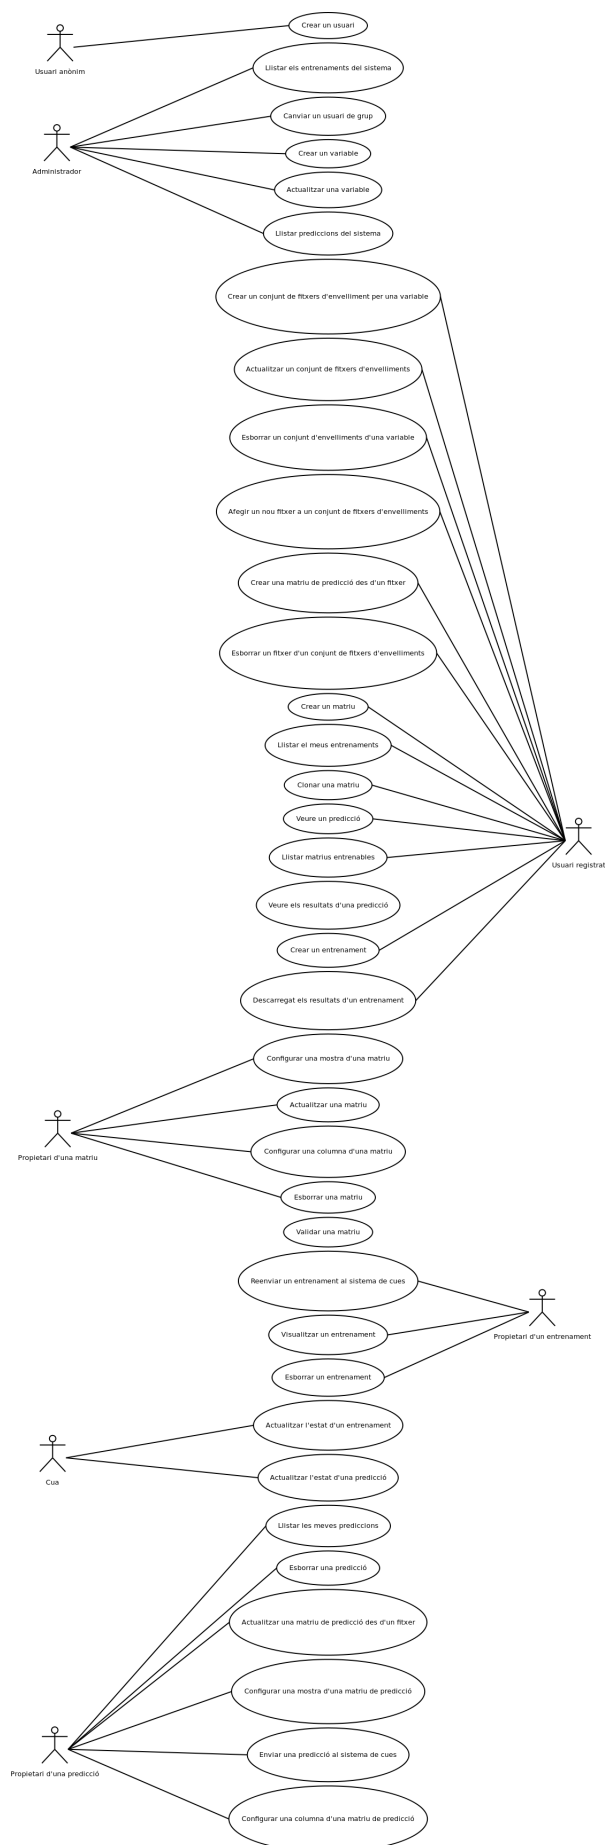 Crear un usuari
Usuari anònim
Llistar els entrenaments del sistema
Canviar un usuari de grup
Crear un variable
Administrador
Actualitzar una variable
Llistar prediccions del sistema
Crear un conjunt de fitxers d'envelliment per una variable
Actualitzar un conjunt de fitxers d'envelliments
Esborrar un conjunt d'envelliments d'una variable
Afegir un nou fitxer a un conjunt de fitxers d'envelliments
Crear una matriu de predicció des d'un fitxer
Esborrar un fitxer d'un conjunt de fitxers d'envelliments
Crear un matriu
Llistar el meus entrenaments
Clonar una matriu
Veure un predicció
Llistar matrius entrenables
Usuari registrat
Veure els resultats d'una predicció
Crear un entrenament
Descarregat els resultats d'un entrenament
Configurar una mostra d'una matriu
Actualitzar una matriu
Configurar una columna d'una matriu
Propietari d'una matriu
Esborrar una matriu
Validar una matriu
Reenviar un entrenament al sistema de cues
Visualitzar un entrenament
Propietari d'un entrenament
Esborrar un entrenament
Actualitzar l'estat d'un entrenament
Actualitzar l'estat d'una predicció
Cua
Llistar les meves prediccions
Esborrar una predicció
Actualitzar una matriu de predicció des d'un fitxer
Configurar una mostra d'una matriu de predicció
Enviar una predicció al sistema de cues
Propietari d'una predicció
Configurar una columna d'una matriu de predicció